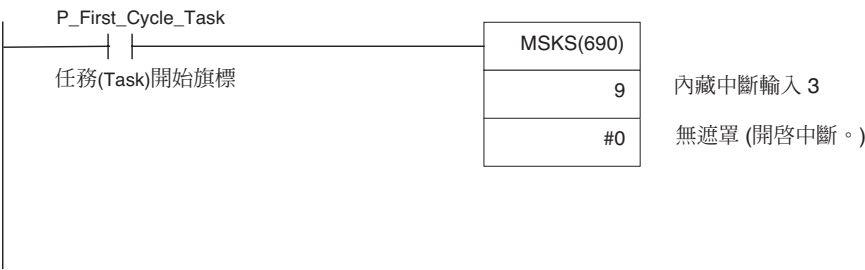 P_First_Cycle_Task
MSKS(690)
任務(Task)開始旗標
9
內藏中斷輸入 3
#0
無遮罩 (開啓中斷。)